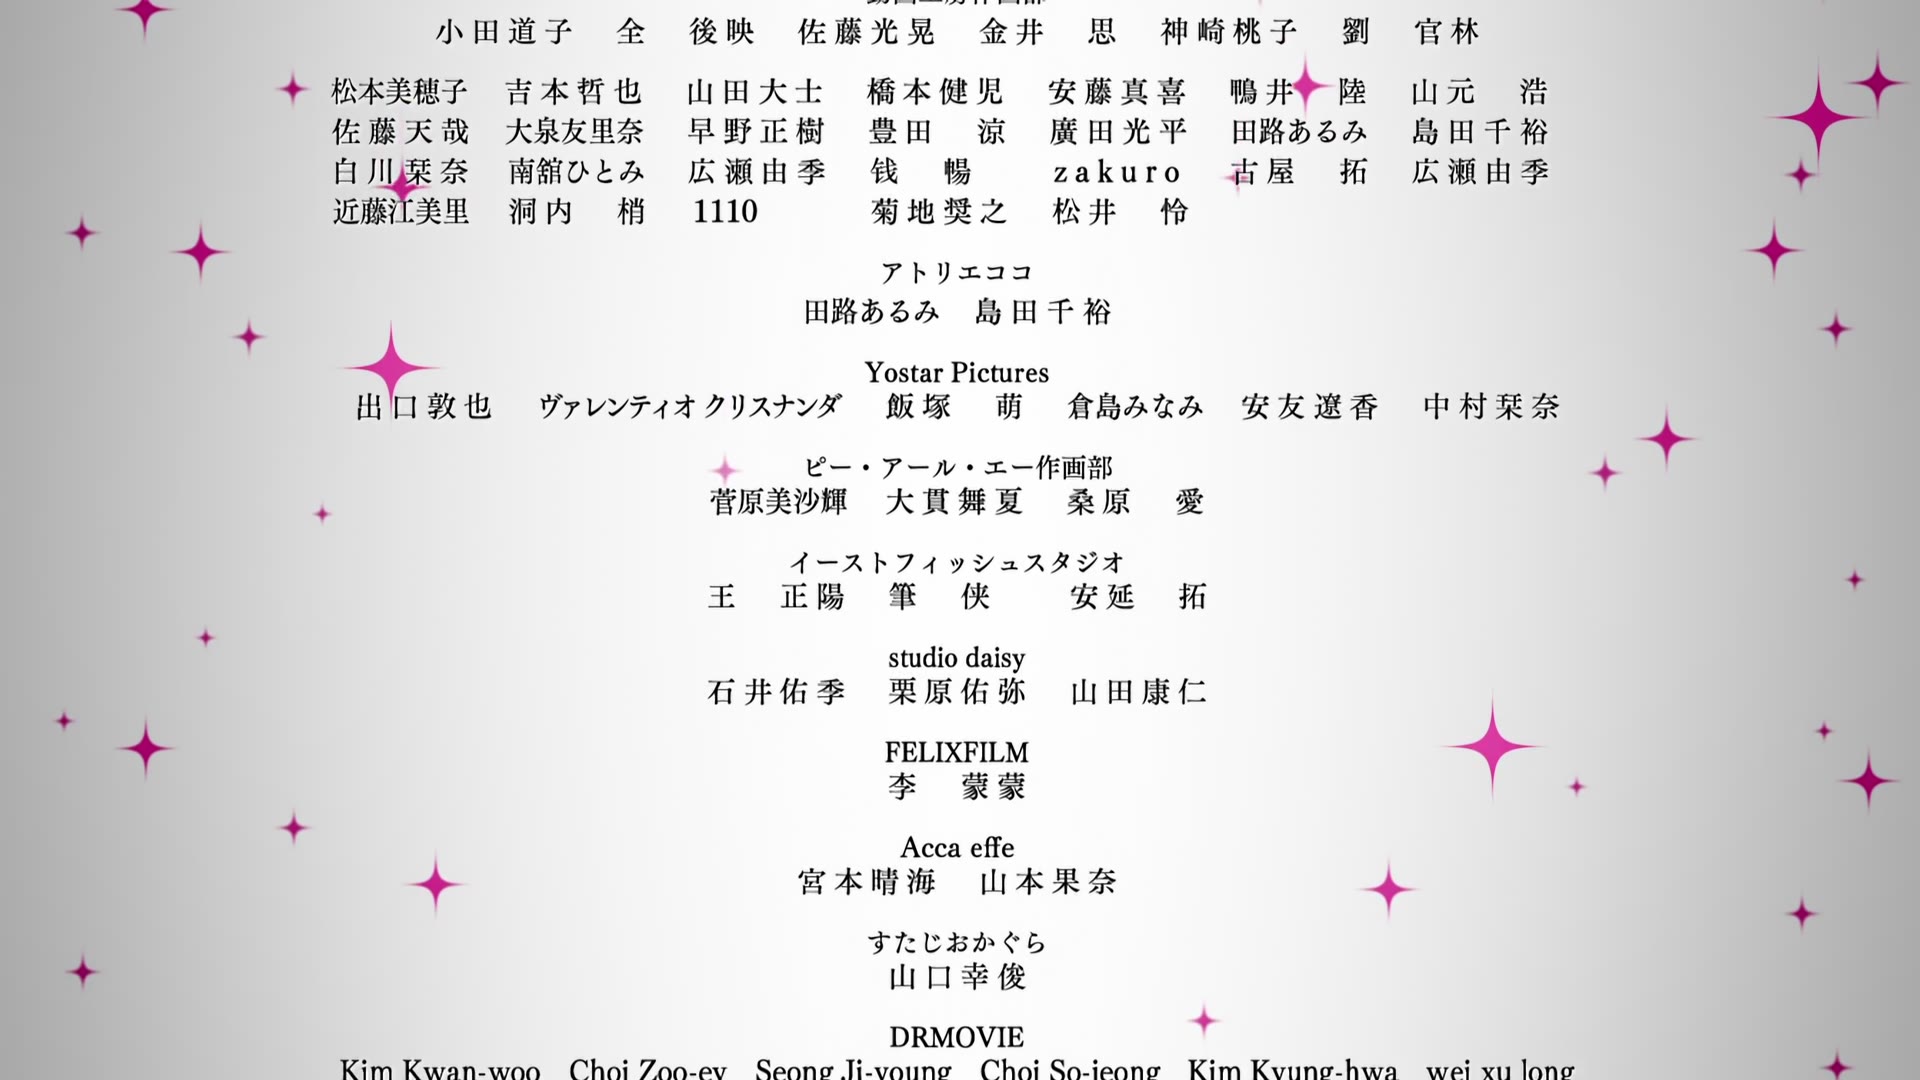 動画工房作画部
小田道子 全 後映 佐藤光晃 金井 思 神崎桃子 劉 官林
松本美穂子 吉本哲也 山田大士 橋本健児 安藤真喜 鴨井 陸 山元 浩
佐藤天哉 大泉友里奈 早野正樹 豊田 涼 廣田光平 田路あるみ 島田千裕
白川栞奈 南舘ひとみ 広瀬由季 钱 暢 zakuro 古屋 拓 広瀬由季
近藤江美里 洞内 梢 1110 菊地奨之 松井 怜
アトリエココ
田路あるみ 島田千裕
Yostar Pictures
出口敦也 ヴァレンティオ クリスナンダ 飯塚 萌 倉島みなみ 安友遼香 中村栞奈
ピー・アール・エー作画部
菅原美沙輝 大貫舞夏 桑原 愛
イーストフィッシュスタジオ
王 正陽 筆 侠 安延 拓
studio daisy
石井佑季 栗原佑弥 山田康仁
FELIXFILM
李 蒙蒙
Acca effe
宮本晴海 山本果奈
すたじおかぐら
山口幸俊
DRMOVIE
Kim Kwan-woo Choi Zoo-ey Seong Ji-young Choi So-jeong Kim Kyung-hwa wei xu long